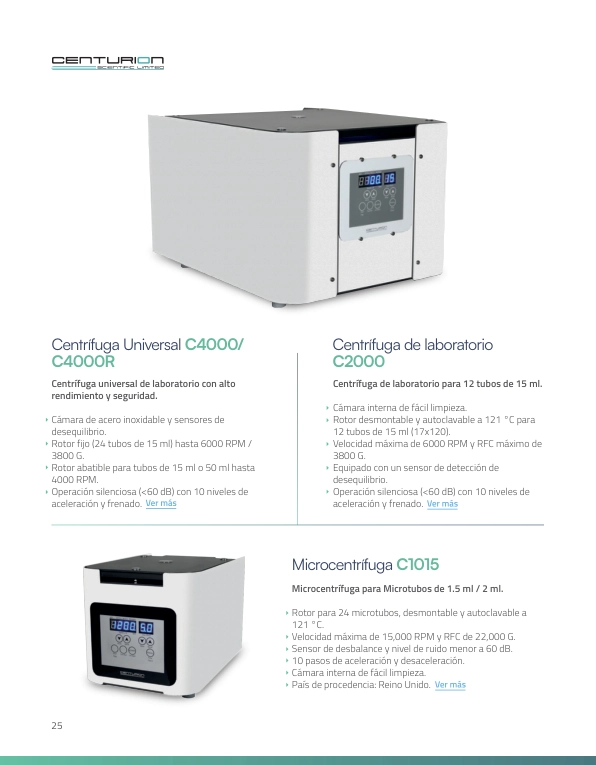 CENTURION
SCIENTIFIC LIMITED
Centrífuga Universal C4000/
C4000R
Centrífuga universal de laboratorio con alto
rendimiento y seguridad.
Cámara de acero inoxidable y sensores de
desequilibrio.
Rotor fijo (24 tubos de 15 ml) hasta 6000 RPM /
3800 G.
Rotor abatible para tubos de 15 ml o 50 ml hasta
4000 RPM.
Operación silenciosa (<60 dB) con 10 niveles de
aceleración y frenado. Ver más
Centrífuga de laboratorio
C2000
Centrífuga de laboratorio para 12 tubos de 15 ml.
Cámara interna de fácil limpieza.
Rotor desmontable y autoclavable a 121 °C para
12 tubos de 15 ml (17x120).
Velocidad máxima de 6000 RPM y RFC máximo de
3800 G.
Equipado con un sensor de detección de
desequilibrio.
Operación silenciosa (<60 dB) con 10 niveles de
aceleración y frenado. Ver más
Microcentrífuga C1015
Microcentrífuga para Microtubos de 1.5 ml / 2 ml.
Rotor para 24 microtubos, desmontable y autoclavable a
121 °C.
Velocidad máxima de 15,000 RPM y RFC de 22,000 G.
Sensor de desbalance y nivel de ruido menor a 60 dB.
10 pasos de aceleración y desaceleración.
Cámara interna de fácil limpieza.
País de procedencia: Reino Unido. Ver más
25